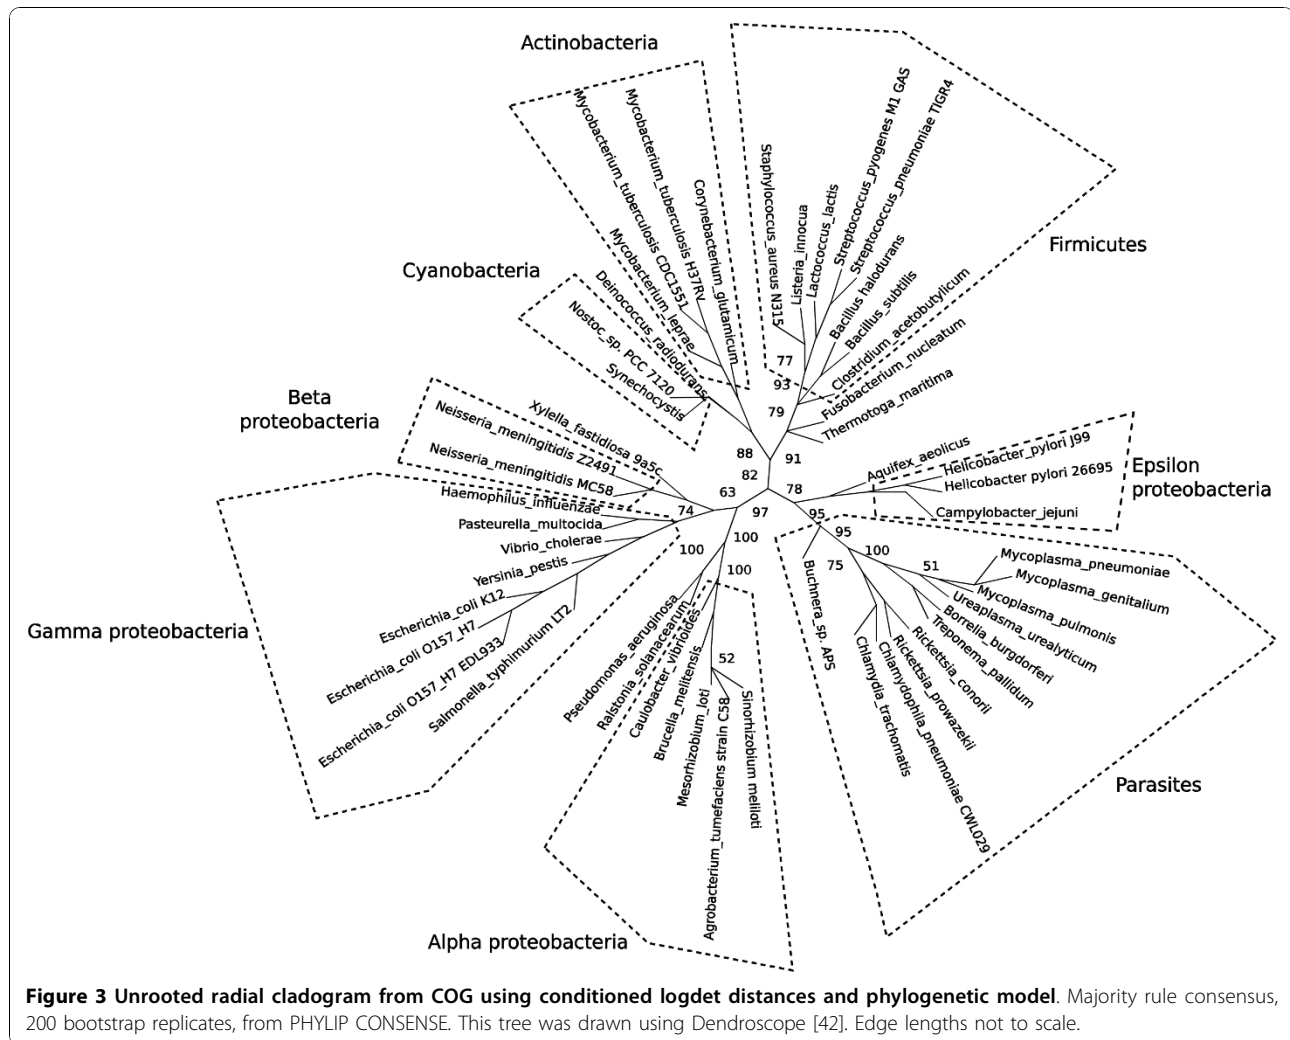 Actinobacteria
Mycobacterium_tuberculosis CDC1551
Mycobacterium_tuberculosis H37Rv
Corynebacterium_glutamicum
Mycobacterium_leprae
Staphylococcus_aureus N315
Listeria_innocua
Lactococcus_lactis
Streptococcus_pyogenes M1 GAS
Streptococcus_pneumoniae TIGR4
Bacillus halodurans
Bacillus_subtilis
Clostridium_acetobutylicum
Firmicutes
Fusobacterium_nucleatum
Thermotoga_maritima
Cyanobacteria
Deinococcus_radiodurans
Nostoc_sp. PCC 7120
Synechocystis
77
93
79
88
91
82
78
63
97
95
74
Beta
proteobacteria
Xylella_fastidiosa 9a5c
Neisseria_meningitidis Z2491
Neisseria_meningitidis MC58
Aquifex_aeolicus
Helicobacter_pylori J99
Helicobacter pylori 26695
Campylobacter_jejuni
Epsilon
proteobacteria
Haemophilus_influenzae
Pasteurella_multocida
Vibrio_cholerae
Yersinia_pestis
Escherichia_coli K12
Escherichia_coli O157_H7
Escherichia_coli O157_H7 EDL933
Salmonella_typhimurium LT2
Gamma proteobacteria
100
100
100
95
75
100
51
52
Mycoplasma_pneumoniae
Mycoplasma_genitalium
Mycoplasma_pulmonis
Ureaplasma_urealyticum
Borrelia_burgdorferi
Treponema_pallidum
Rickettsia_conorii
Rickettsia_prowazekii
Chlamydophila_pneumoniae CWL029
Chlamydia_trachomatis
Buchnera_sp. APS
Parasites
Pseudomonas_aeruginosa
Ralstonia_solanacearum
Caulobacter_vibrioides
Brucella_melitensis
Mesorhizobium_loti
Agrobacterium_tumefaciens strain C58
Sinorhizobium meliloti
Alpha proteobacteria
Figure 3 Unrooted radial cladogram from COG using conditioned logdet distances and phylogenetic model. Majority rule consensus,
200 bootstrap replicates, from PHYLIP CONSENSE. This tree was drawn using Dendroscope [42]. Edge lengths not to scale.